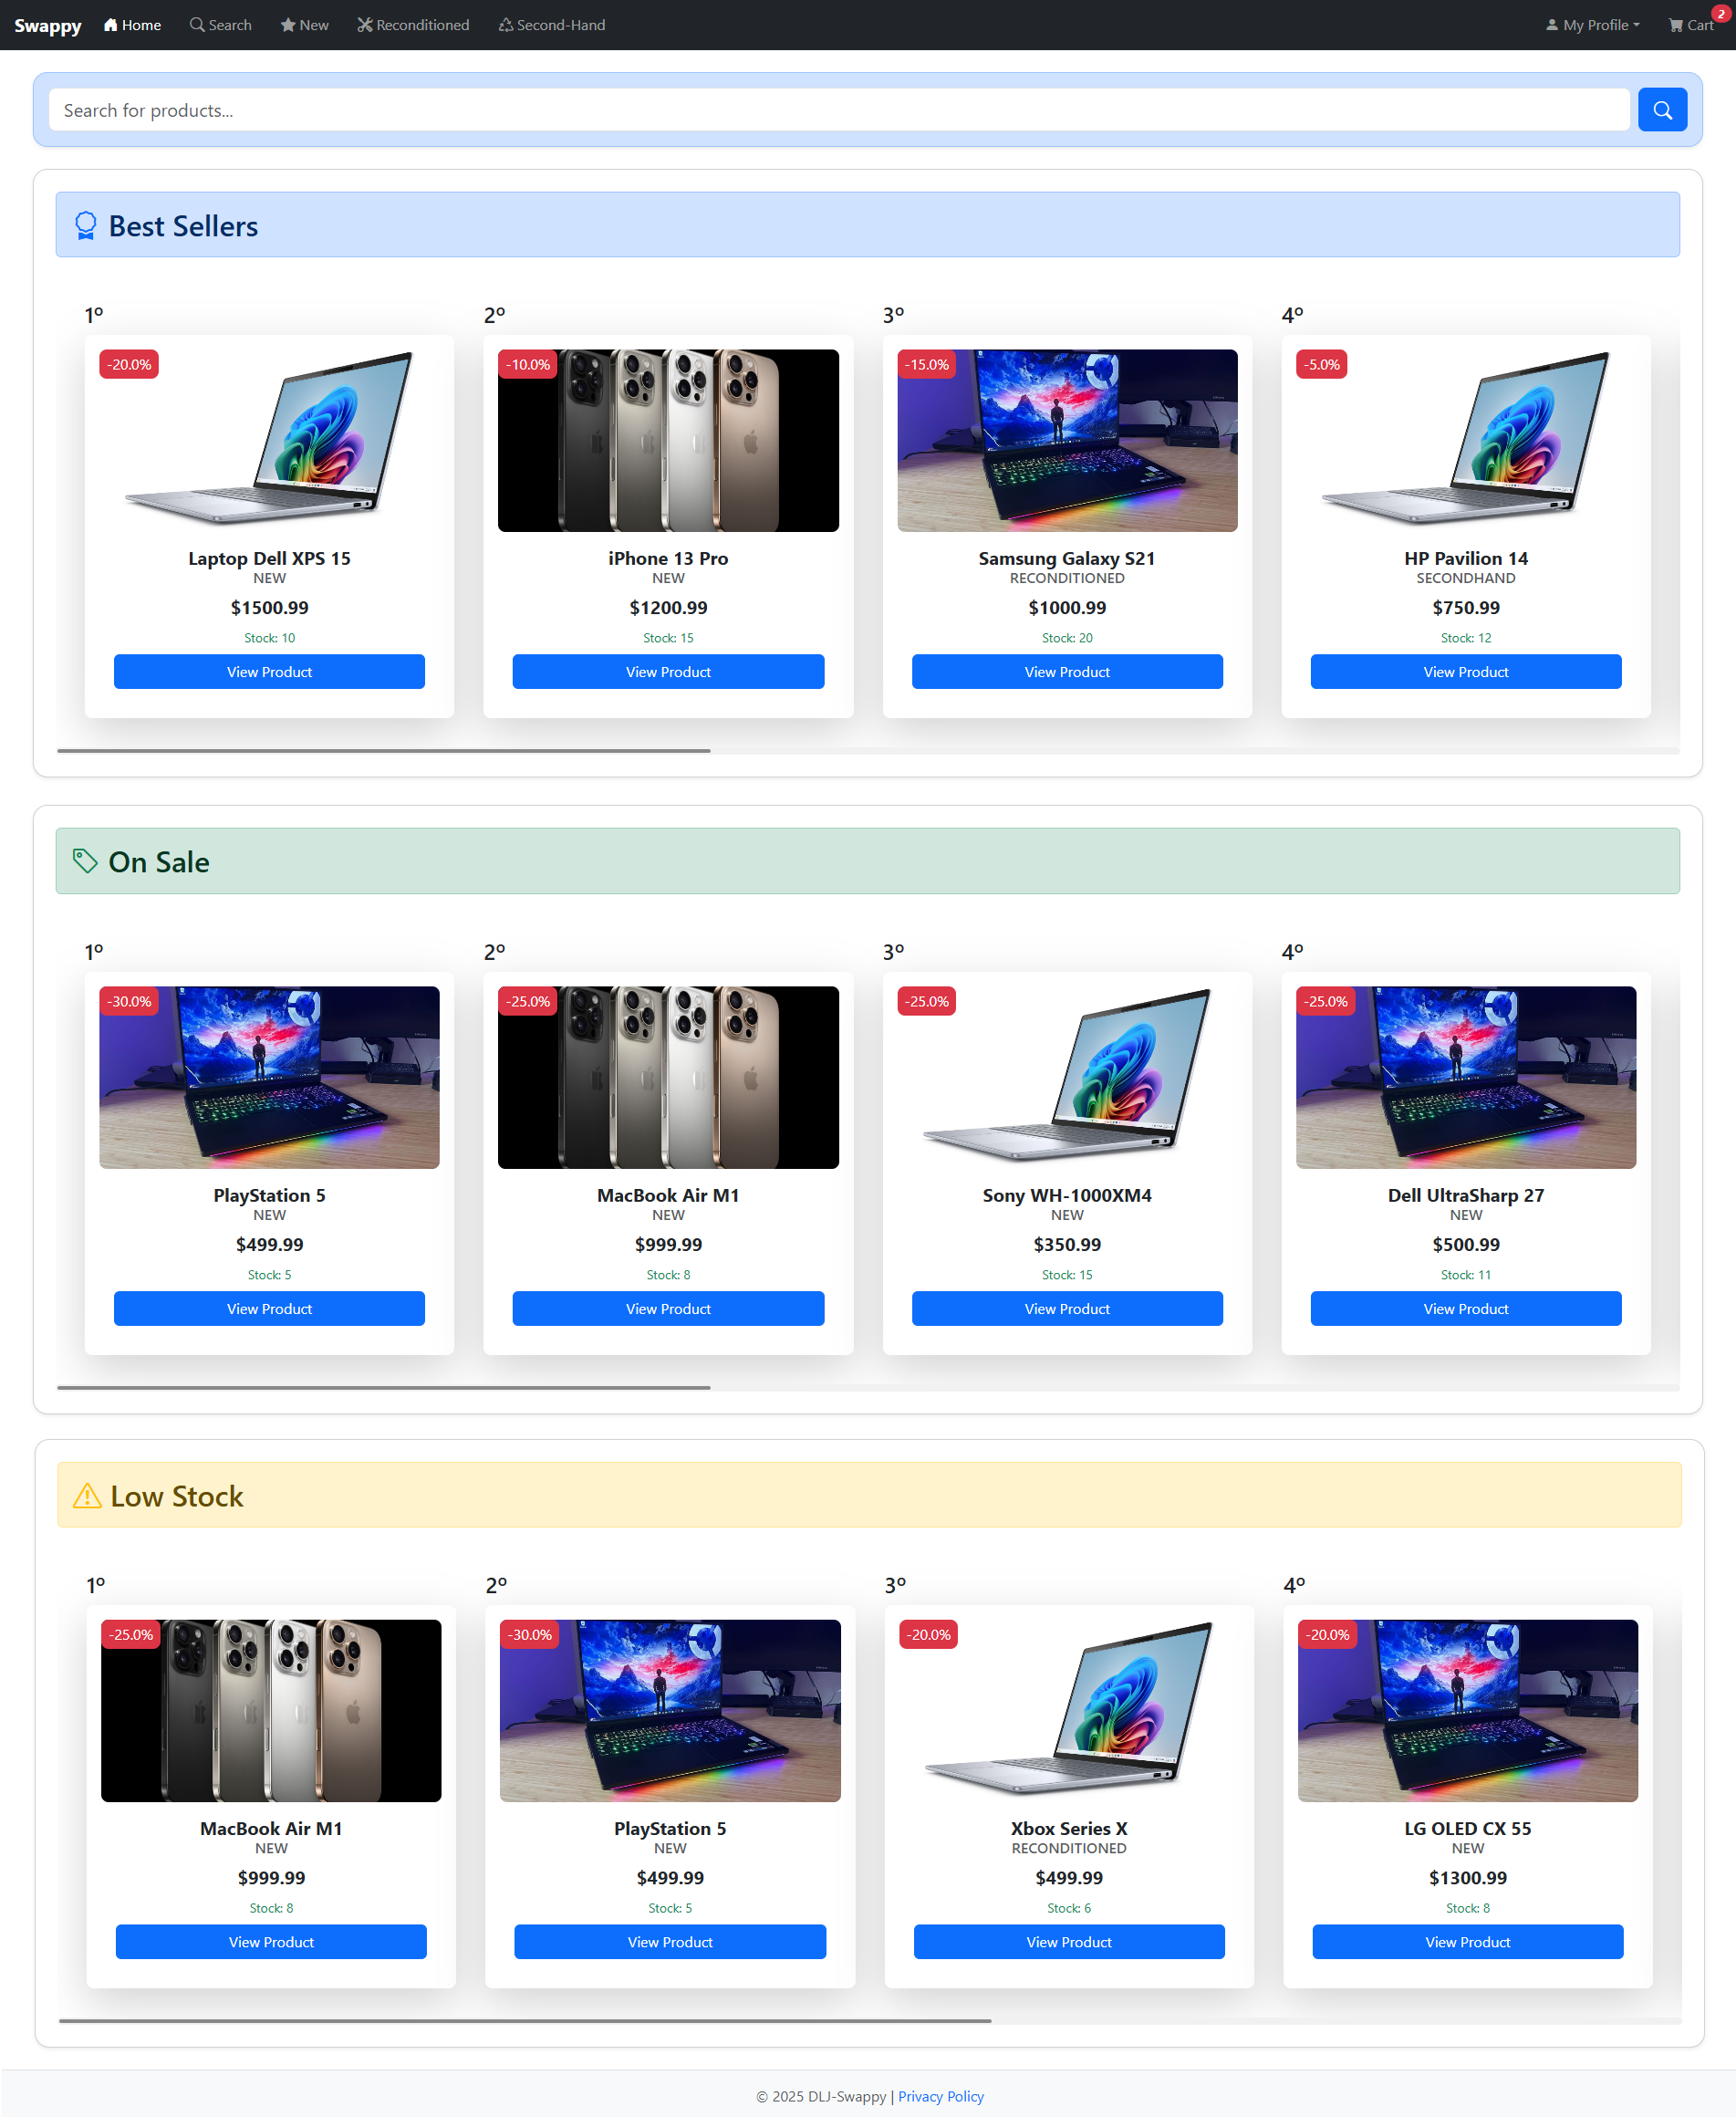 Swappy Home Search New Reconditioned Second-Hand My Profile Cart 2
Search for products...
Best Sellers
1º 2º 3º 4º
-20.0% -10.0% -15.0% -5.0%
Laptop Dell XPS 15 iPhone 13 Pro Samsung Galaxy S21 HP Pavilion 14
NEW NEW RECONDITIONED SECONDHAND
$1500.99 $1200.99 $1000.99 $750.99
Stock: 10 Stock: 15 Stock: 20 Stock: 12
View Product View Product View Product View Product
On Sale
1º 2º 3º 4º
-30.0% -25.0% -25.0% -25.0%
PlayStation 5 MacBook Air M1 Sony WH-1000XM4 Dell UltraSharp 27
NEW NEW NEW NEW
$499.99 $999.99 $350.99 $500.99
Stock: 5 Stock: 8 Stock: 15 Stock: 11
View Product View Product View Product View Product
Low Stock
1º 2º 3º 4º
-25.0% -30.0% -20.0% -20.0%
MacBook Air M1 PlayStation 5 Xbox Series X LG OLED CX 55
NEW NEW RECONDITIONED NEW
$999.99 $499.99 $499.99 $1300.99
Stock: 8 Stock: 5 Stock: 6 Stock: 8
View Product View Product View Product View Product
© 2025 DLJ-Swappy | Privacy Policy